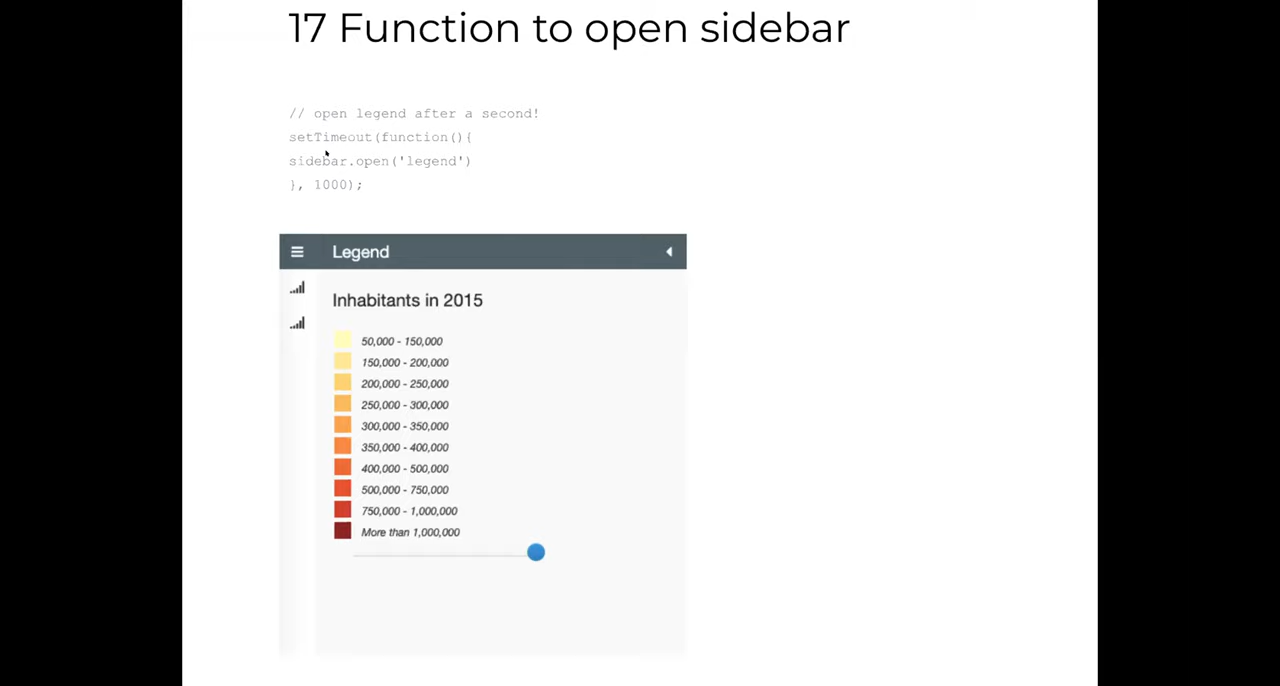 17 Function to open sidebar
// open legend after a second!
setTimeout(function(){
sidebar.open('legend')
}, 1000);
Legend
Inhabitants in 2015
50,000 - 150,000
150,000 - 200,000
200,000 - 250,000
250,000 - 300,000
300,000 - 350,000
350,000 - 400,000
400,000 - 500,000
500,000 - 750,000
750,000 - 1,000,000
More than 1,000,000